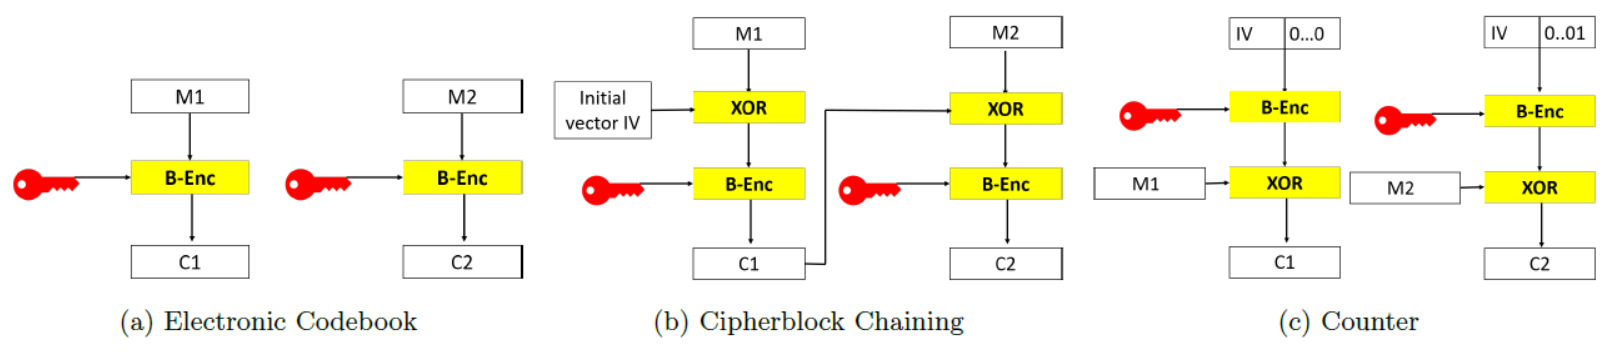 M1
M2
B-Enc
B-Enc
C1
C2
(a) Electronic Codebook
M1
M2
Initial
vector IV
XOR
XOR
B-Enc
B-Enc
C1
C2
(b) Cipherblock Chaining
IV 0...0
IV 0..01
B-Enc
B-Enc
M1
XOR
M2
XOR
C1
C2
(c) Counter